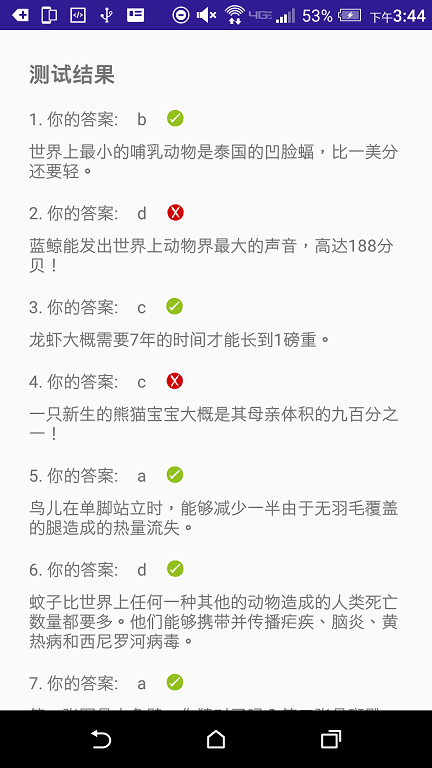 4G 53% 下午3:44
测试结果
1. 你的答案: b
世界上最小的哺乳动物是泰国的凹脸蝠，比一美分
还要轻。
2. 你的答案: d
蓝鲸能发出世界上动物界最大的声音，高达188分
贝！
3. 你的答案: c
龙虾大概需要7年的时间才能长到1磅重。
4. 你的答案: c
一只新生的熊猫宝宝大概是其母亲体积的九百分之
一！
5. 你的答案: a
鸟儿在单脚站立时，能够减少一半由于无羽毛覆盖
的腿造成的热量流失。
6. 你的答案: d
蚊子比世界上任何一种其他的动物造成的人类死亡
数量都要多。他们能够携带并传播疟疾、脑炎、黄
热病和西尼罗河病毒。
7. 你的答案: a